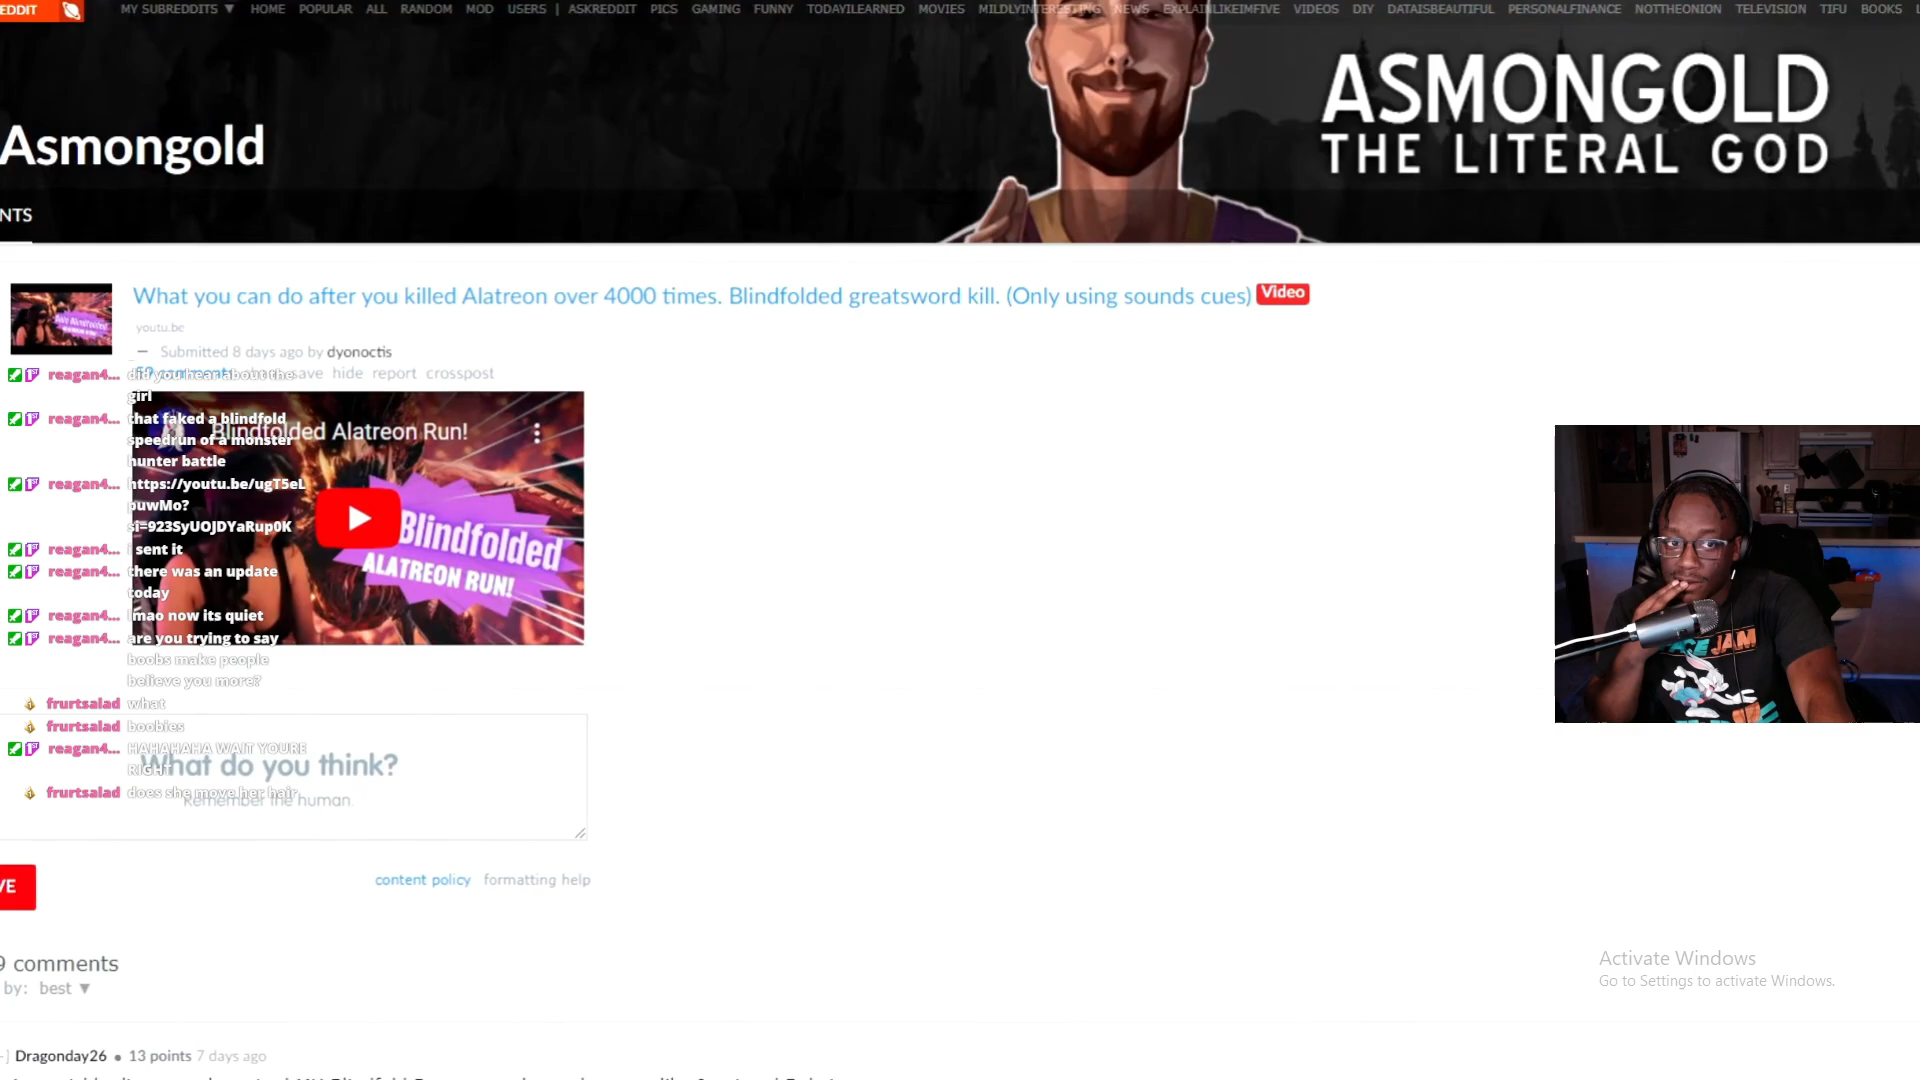 EDDIT MY SUBREDDITS ▼ HOME POPULAR ALL RANDOM MOD USERS | ASKREDDIT PICS GAMING FUNNY TODAYILEARNED MOVIES MILDLYINTERESTING NEWS EXPLAINLIKEIMFIVE VIDEOS DIY DATAISBEAUTIFUL PERSONALFINANCE NOTTHEONION TELEVISION TIFU BOOKS
ASMONGOLD
THE LITERAL GOD
Asmongold
NTS
What you can do after you killed Alatreon over 4000 times. Blindfolded greatsword kill. (Only using sounds cues) Video
youtu.be
— Submitted 8 days ago by dyonoctis
save hide report crosspost
reagan4... did you hear about the
girl
reagan4... that faked a blindfold
speedrun of a monster
hunter battle
reagan4... https://youtu.be/ugT5eL
puwMo?
si=923SyUOJDYaRup0K
reagan4... i sent it
reagan4... there was an update
today
reagan4... lmao now its quiet
reagan4... are you trying to say
boobs make people
believe you more?
frurtsalad what
frurtsalad boobies
reagan4... HAHAHAHA WAIT YOURE
RIGHT
frurtsalad does she move her hair
Blindfolded Alatreon Run!
Blindfolded
ALATREON RUN!
What do you think?
Remember the human.
VE
content policy formatting help
9 comments
by: best ▼
JAM
Activate Windows
Go to Settings to activate Windows.
Dragonday26 • 13 points 7 days ago